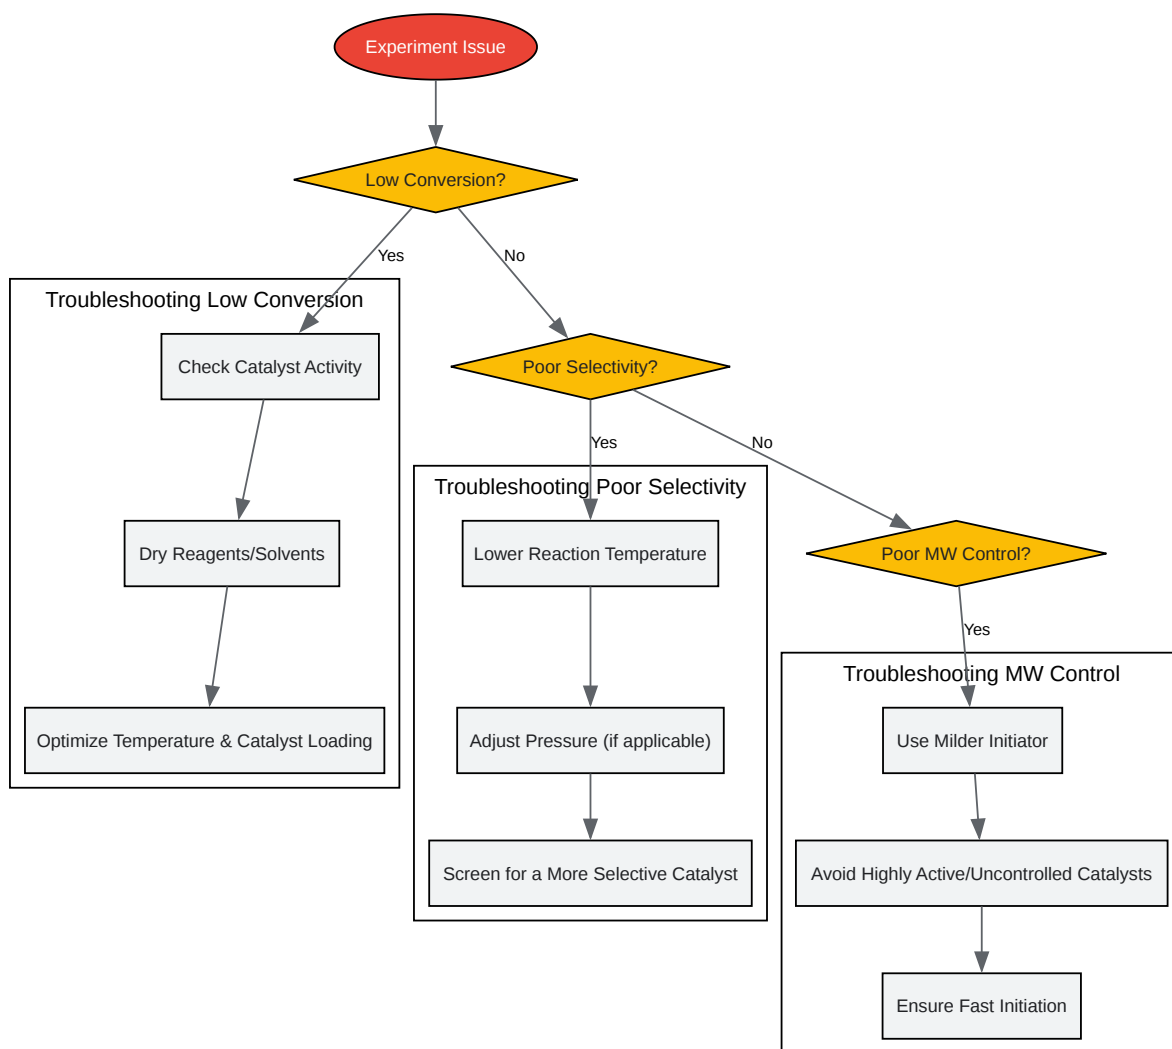 Experiment Issue
Low Conversion?
Yes
No
Troubleshooting Low Conversion
Check Catalyst Activity
Dry Reagents/Solvents
Optimize Temperature & Catalyst Loading
Poor Selectivity?
Yes
No
Troubleshooting Poor Selectivity
Lower Reaction Temperature
Adjust Pressure (if applicable)
Screen for a More Selective Catalyst
Poor MW Control?
Yes
Troubleshooting MW Control
Use Milder Initiator
Avoid Highly Active/Uncontrolled Catalysts
Ensure Fast Initiation